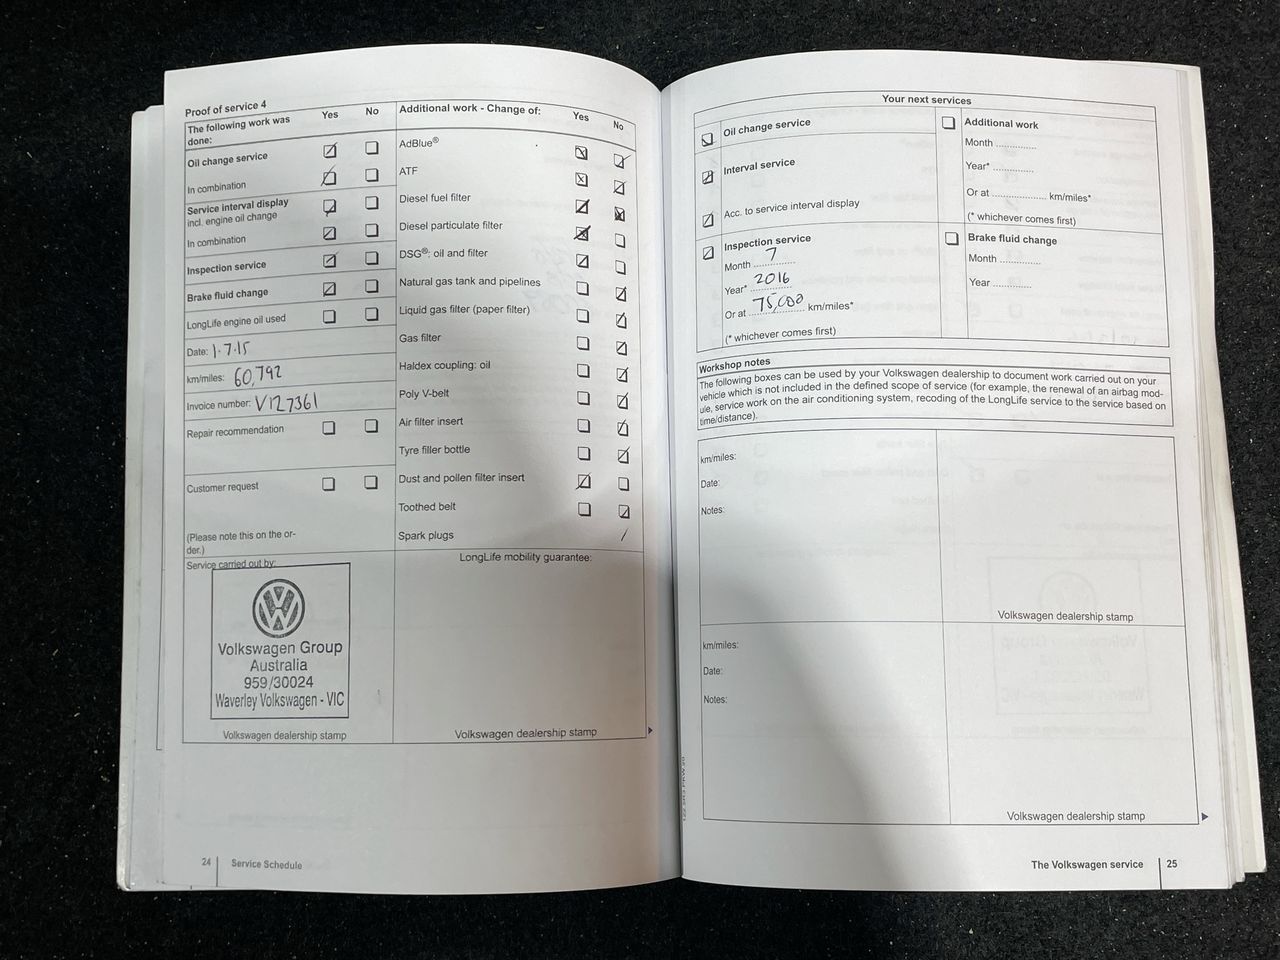 Proof of service 4
The following work was
done:
Yes
No
Oil change service
In combination
Service interval display
incl. engine oil change
In combination
Inspection service
Brake fluid change
LongLife engine oil used
Date: 1.7.15
km/miles: 60,792
Invoice number: V127361
Repair recommendation
Customer request
(Please note this on the or-
der.)
Additional work - Change of:
Yes
No
AdBlue®
ATF
Diesel fuel filter
Diesel particulate filter
DSG®: oil and filter
Natural gas tank and pipelines
Liquid gas filter (paper filter)
Gas filter
Haldex coupling: oil
Poly V-belt
Air filter insert
Tyre filler bottle
Dust and pollen filter insert
Toothed belt
Spark plugs
Service carried out by:
Volkswagen Group
Australia
959/30024
Waverley Volkswagen - VIC
Volkswagen dealership stamp
LongLife mobility guarantee:
Volkswagen dealership stamp
24
Service Schedule
Your next services
Oil change service
Interval service
Acc. to service interval display
Inspection service
Month 7
Year* 2016
Or at 75,000 km/miles*
(* whichever comes first)
Additional work
Month ..............
Year* ..............
Or at .................... km/miles*
(* whichever comes first)
Brake fluid change
Month ..............
Year ..............
Workshop notes
The following boxes can be used by your Volkswagen dealership to document work carried out on your
vehicle which is not included in the defined scope of service (for example, the renewal of an airbag mod-
ule, service work on the air conditioning system, recoding of the LongLife service to the service based on
time/distance).
km/miles:
Date:
Notes:
Volkswagen dealership stamp
km/miles:
Date:
Notes:
Volkswagen dealership stamp
The Volkswagen service
25